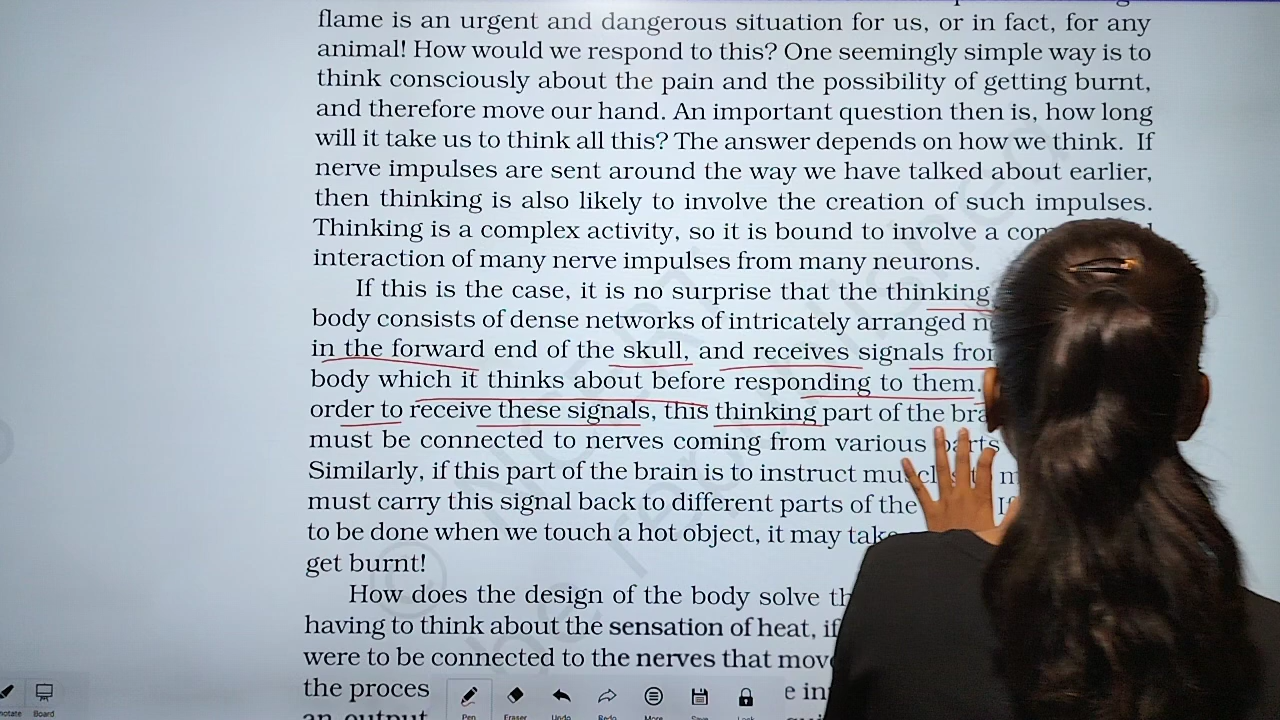 flame is an urgent and dangerous situation for us, or in fact, for any
animal! How would we respond to this? One seemingly simple way is to
think consciously about the pain and the possibility of getting burnt,
and therefore move our hand. An important question then is, how long
will it take us to think all this? The answer depends on how we think. If
nerve impulses are sent around the way we have talked about earlier,
then thinking is also likely to involve the creation of such impulses.
Thinking is a complex activity, so it is bound to involve a
interaction of many nerve impulses from many neurons.
If this is the case, it is no surprise that the thinking
body consists of dense networks of intricately arranged
in the forward end of the skull, and receives signals
body which it thinks about before responding to them.
order to receive these signals, this thinking part of the
must be connected to nerves coming from various parts
Similarly, if this part of the brain is to instruct
must carry this signal back to different parts of the
to be done when we touch a hot object, it may
get burnt!
How does the design of the body solve
having to think about the sensation of heat, if
were to be connected to the nerves that
the
an output
Board
Pen
Eraser
Undo
Redo
More
Save
Lock